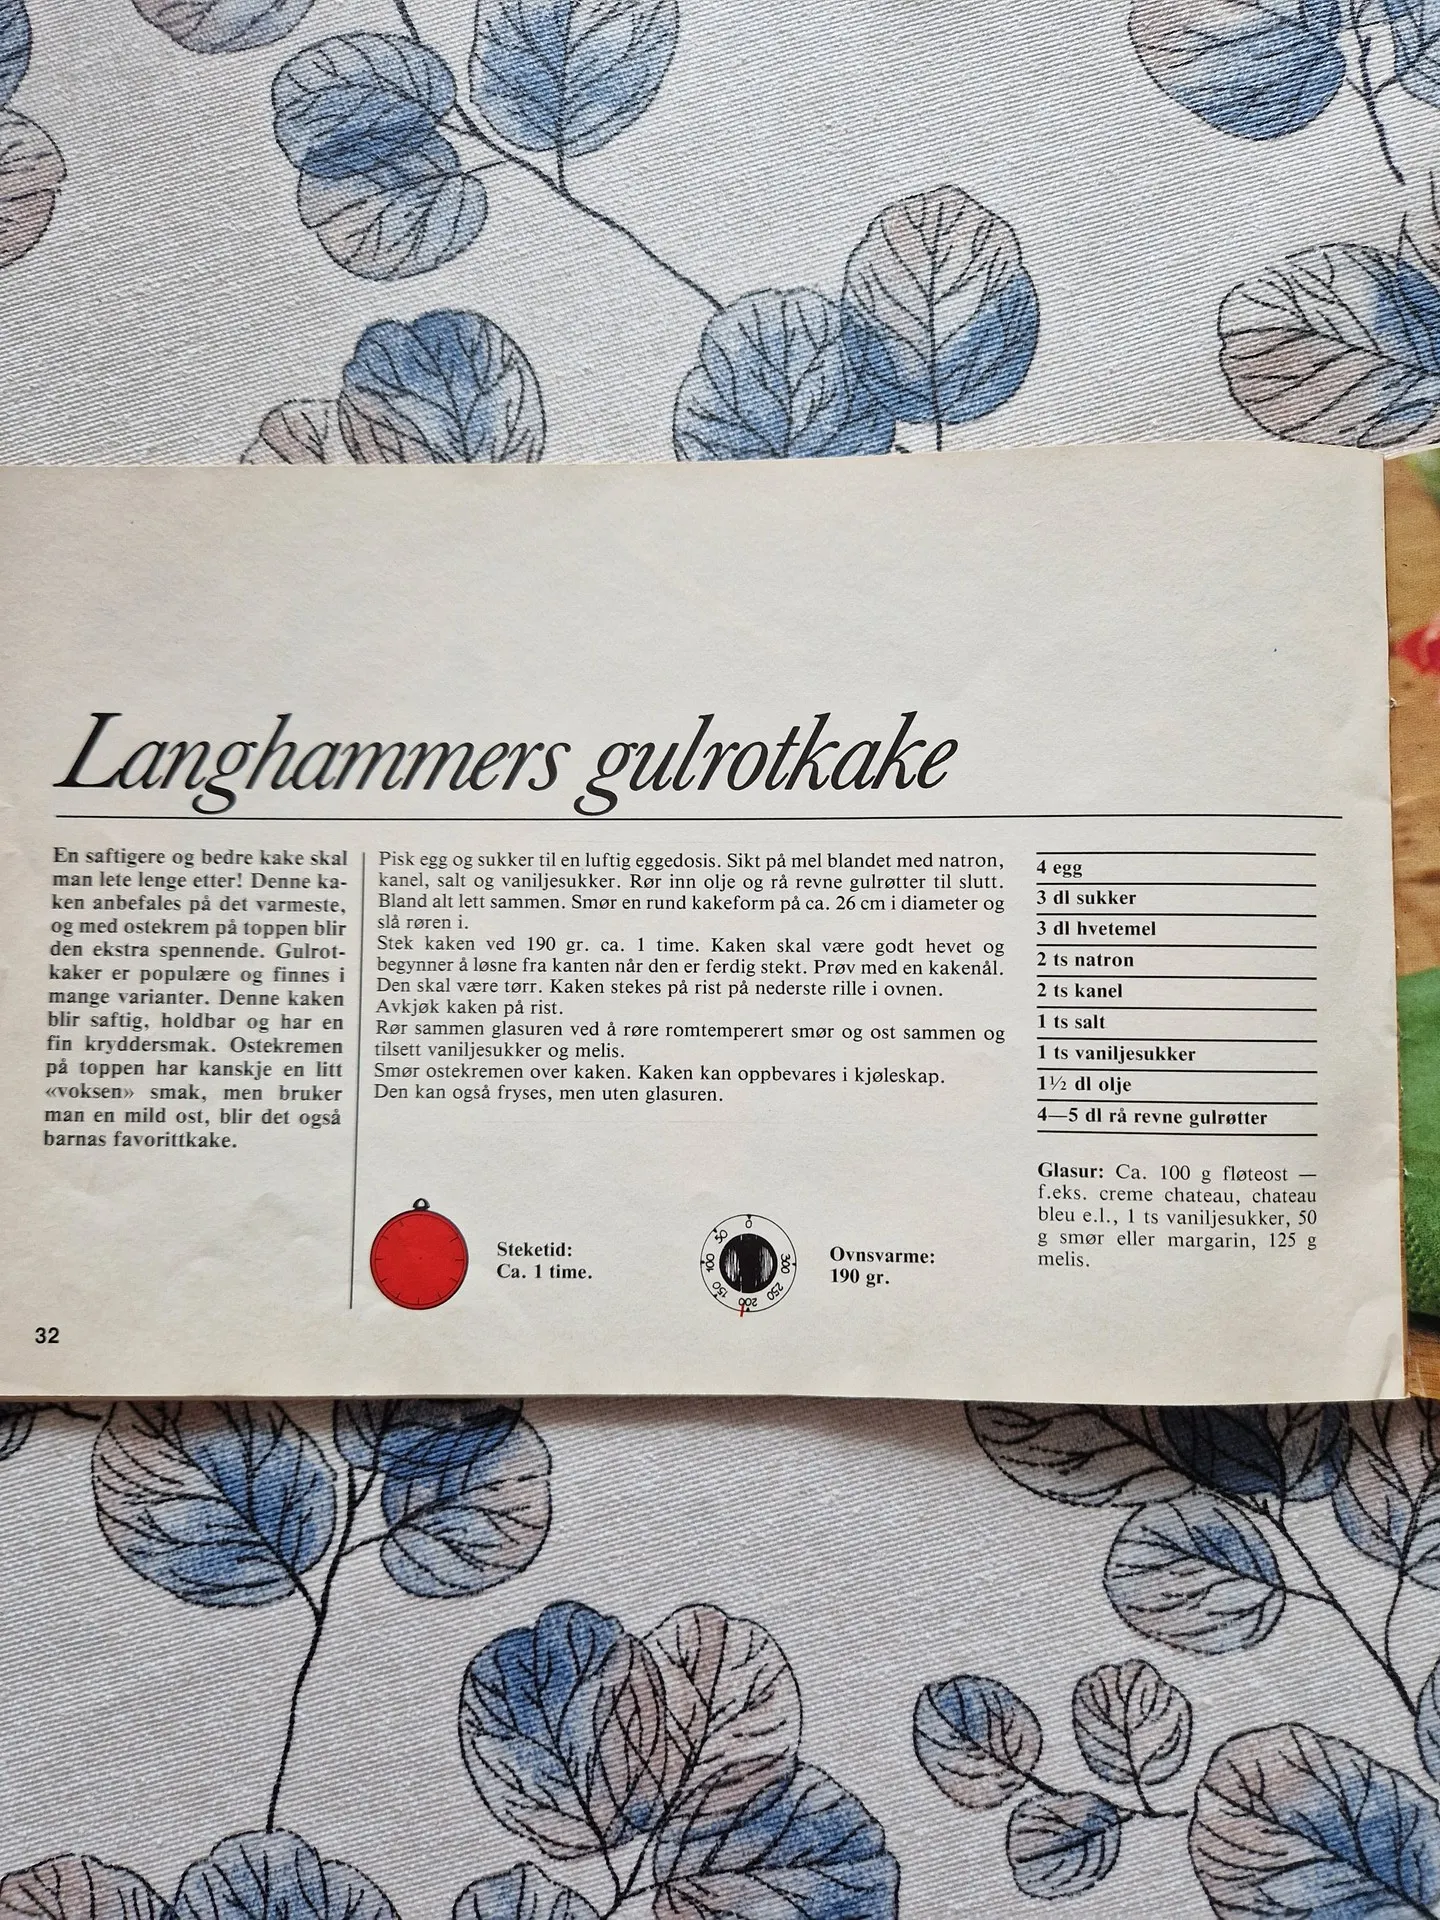 Langhammers gulrotkake
En saftigere og bedre kake skal
man lete lenge etter! Denne ka-
ken anbefales på det varmeste,
og med ostekrem på toppen blir
den ekstra spennende. Gulrot-
kaker er populære og finnes i
mange varianter. Denne kaken
blir saftig, holdbar og har en
fin kryddersmak. Ostekremen
på toppen har kanskje en litt
«voksen» smak, men bruker
man en mild ost, blir det også
barnas favorittkake.
Pisk egg og sukker til en luftig eggedosis. Sikt på mel blandet med natron,
kanel, salt og vaniljesukker. Rør inn olje og rå revne gulrøtter til slutt.
Bland alt lett sammen. Smør en rund kakeform på ca. 26 cm i diameter og
slå røren i.
Stek kaken ved 190 gr. ca. 1 time. Kaken skal være godt hevet og
begynner å løsne fra kanten når den er ferdig stekt. Prøv med en kakenål.
Den skal være tørr. Kaken stekes på rist på nederste rille i ovnen.
Avkjøk kaken på rist.
Rør sammen glasuren ved å røre romtemperert smør og ost sammen og
tilsett vaniljesukker og melis.
Smør ostekremen over kaken. Kaken kan oppbevares i kjøleskap.
Den kan også fryses, men uten glasuren.
Steketid:
Ca. 1 time.
0
50
100
150
200
250
300
Ovnsvarme:
190 gr.
4 egg
3 dl sukker
3 dl hvetemel
2 ts natron
2 ts kanel
1 ts salt
1 ts vaniljesukker
1½ dl olje
4—5 dl rå revne gulrøtter
Glasur: Ca. 100 g fløteost —
f.eks. creme chateau, chateau
bleu e.l., 1 ts vaniljesukker, 50
g smør eller margarin, 125 g
melis.
32